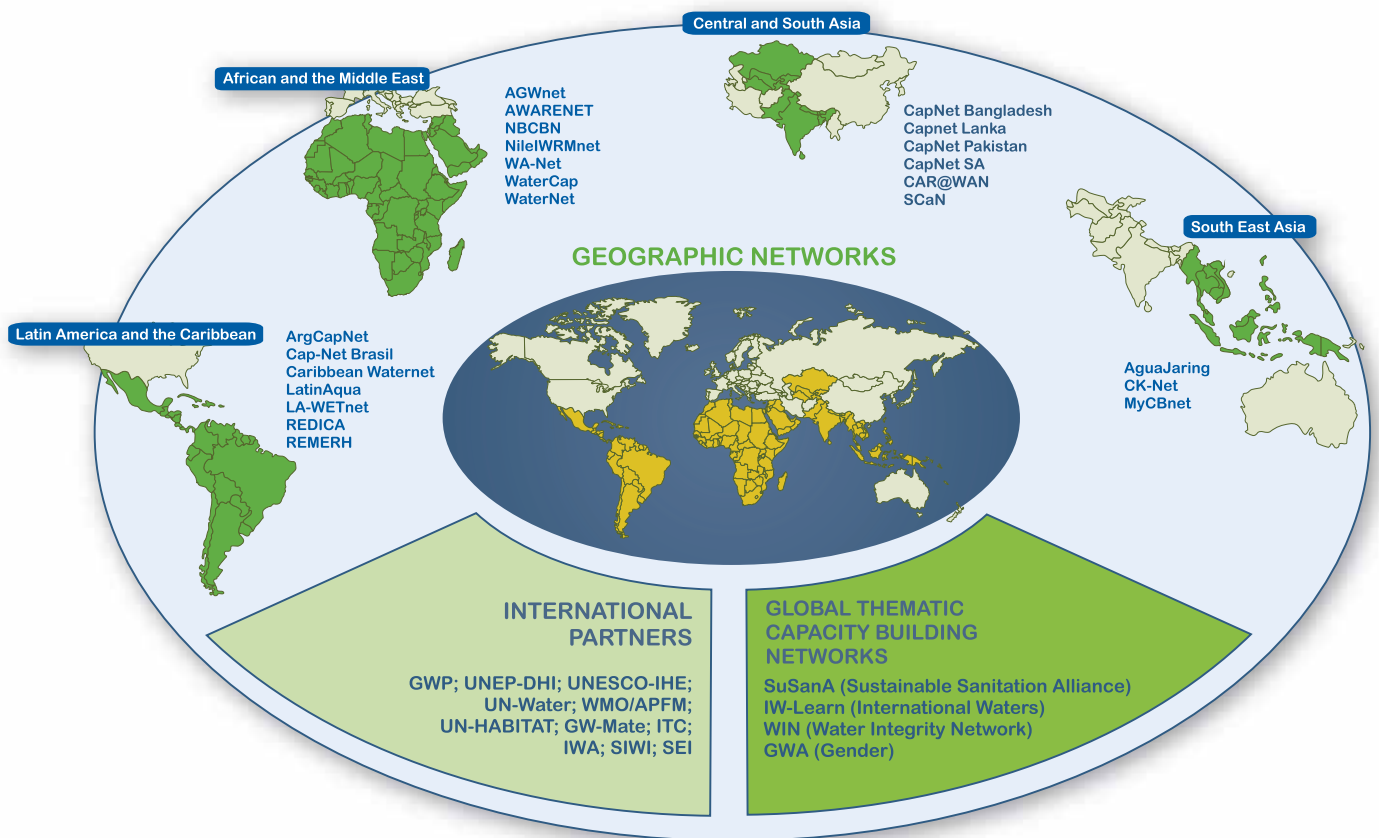 Central and South Asia
African and the Middle East
AGWnet
AWARENET
NBCBN
NileIWRMnet
WA-Net
WaterCap
WaterNet
CapNet Bangladesh
Capnet Lanka
CapNet Pakistan
CapNet SA
CAR@WAN
SCaN
South East Asia
GEOGRAPHIC NETWORKS
Latin America and the Caribbean
ArgCapNet
Cap-Net Brasil
Caribbean Waternet
LatinAqua
LA-WETnet
REDICA
REMERH
AguaJaring
CK-Net
MyCBnet
INTERNATIONAL
PARTNERS
GWP; UNEP-DHI; UNESCO-IHE;
UN-Water; WMO/APFM;
UN-HABITAT; GW-Mate; ITC;
IWA; SIWI; SEI
GLOBAL THEMATIC
CAPACITY BUILDING
NETWORKS
SuSanA (Sustainable Sanitation Alliance)
IW-Learn (International Waters)
WIN (Water Integrity Network)
GWA (Gender)